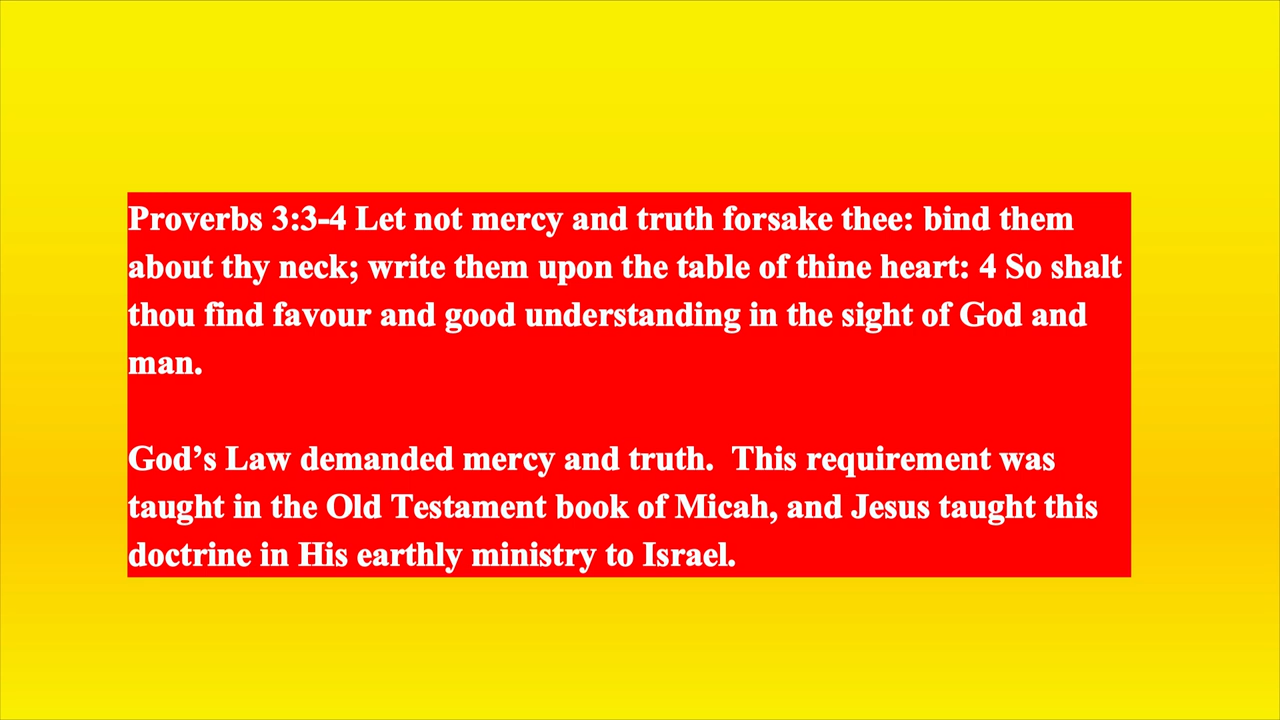 Proverbs 3:3-4 Let not mercy and truth forsake thee: bind them
about thy neck; write them upon the table of thine heart: 4 So shalt
thou find favour and good understanding in the sight of God and
man.
God’s Law demanded mercy and truth.  This requirement was
taught in the Old Testament book of Micah, and Jesus taught this
doctrine in His earthly ministry to Israel.